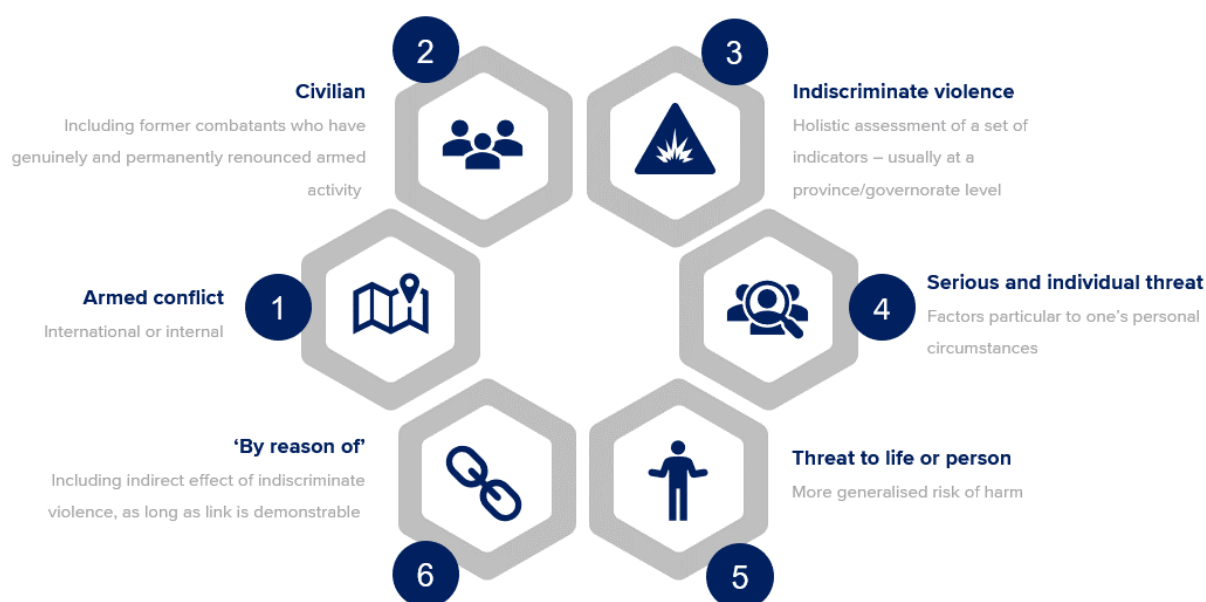 1
Armed conflict
International or internal
2
Civilian
Including former combatants who have
genuinely and permanently renounced armed
activity
3
Indiscriminate violence
Holistic assessment of a set of
indicators – usually at a
province/governorate level
4
Serious and individual threat
Factors particular to one's personal
circumstances
5
Threat to life or person
More generalised risk of harm
6
‘By reason of’
Including indirect effect of indiscriminate
violence, as long as link is demonstrable